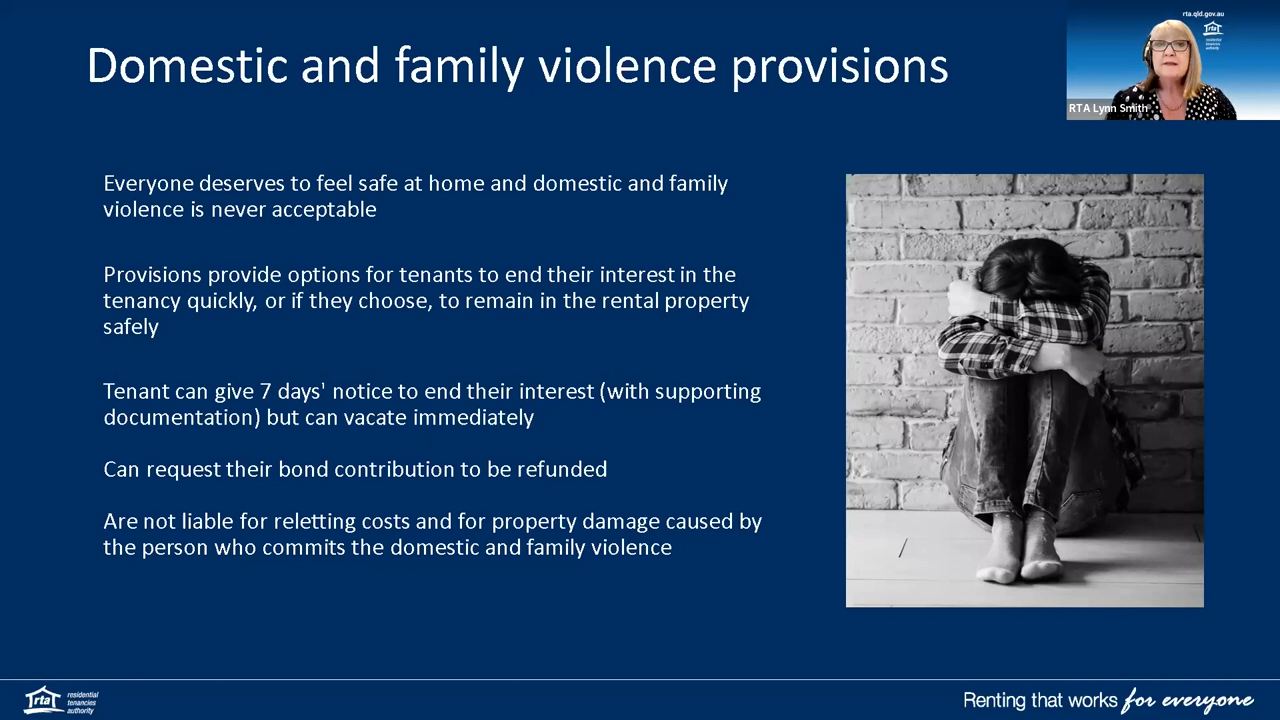 Domestic and family violence provisions
rta.qld.gov.au
rta
residential
tenancies
authority
RTA Lynn Smith
Everyone deserves to feel safe at home and domestic and family
violence is never acceptable
Provisions provide options for tenants to end their interest in the
tenancy quickly, or if they choose, to remain in the rental property
safely
Tenant can give 7 days' notice to end their interest (with supporting
documentation) but can vacate immediately
Can request their bond contribution to be refunded
Are not liable for reletting costs and for property damage caused by
the person who commits the domestic and family violence
rta
residential
tenancies
authority
Renting that works for everyone